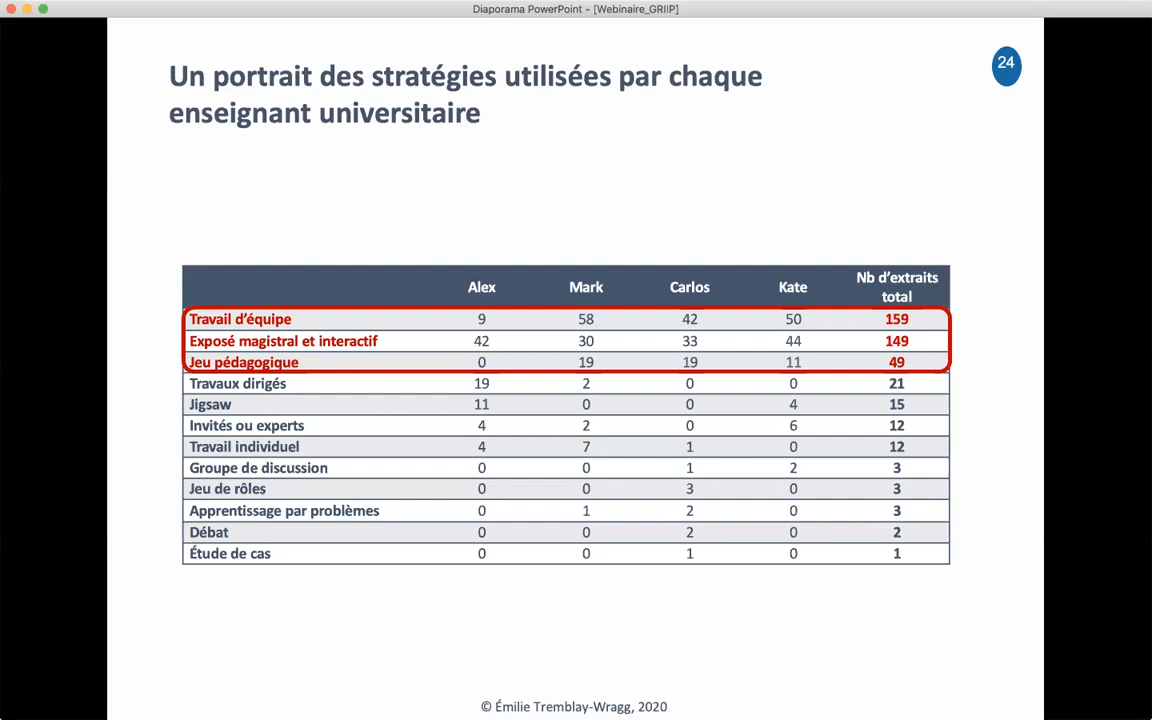 Diaporama PowerPoint - [Webinaire_GRIIP]
24
Un portrait des stratégies utilisées par chaque
enseignant universitaire
Alex Mark Carlos Kate Nb d'extraits total
Travail d'équipe 9 58 42 50 159
Exposé magistral et interactif 42 30 33 44 149
Jeu pédagogique 0 19 19 11 49
Travaux dirigés 19 2 0 0 21
Jigsaw 11 0 0 4 15
Invités ou experts 4 2 0 6 12
Travail individuel 4 7 1 0 12
Groupe de discussion 0 0 1 2 3
Jeu de rôles 0 0 3 0 3
Apprentissage par problèmes 0 1 2 0 3
Débat 0 0 2 0 2
Étude de cas 0 0 1 0 1
© Émilie Tremblay-Wragg, 2020